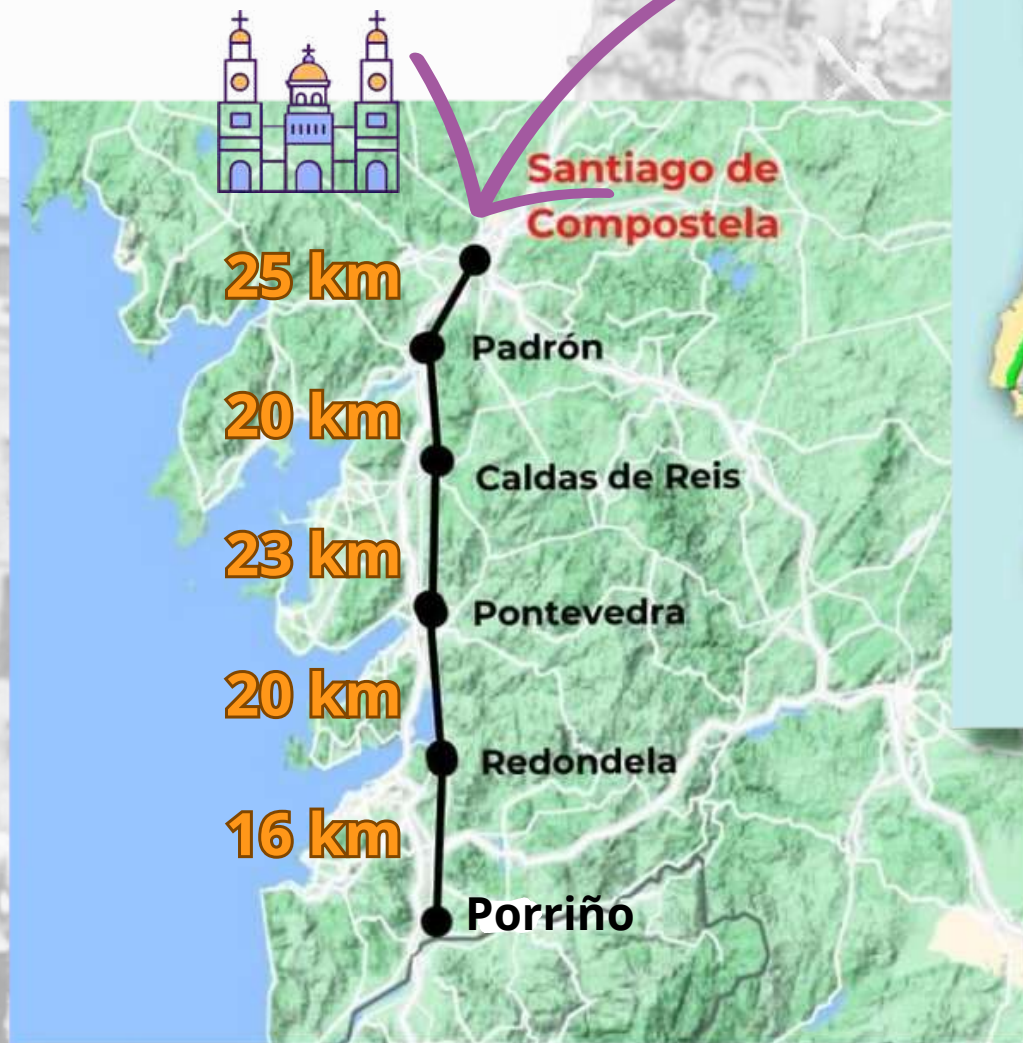 Santiago de
Compostela
25 km
Padrón
20 km
Caldas de Reis
23 km
Pontevedra
20 km
Redondela
16 km
Porriño